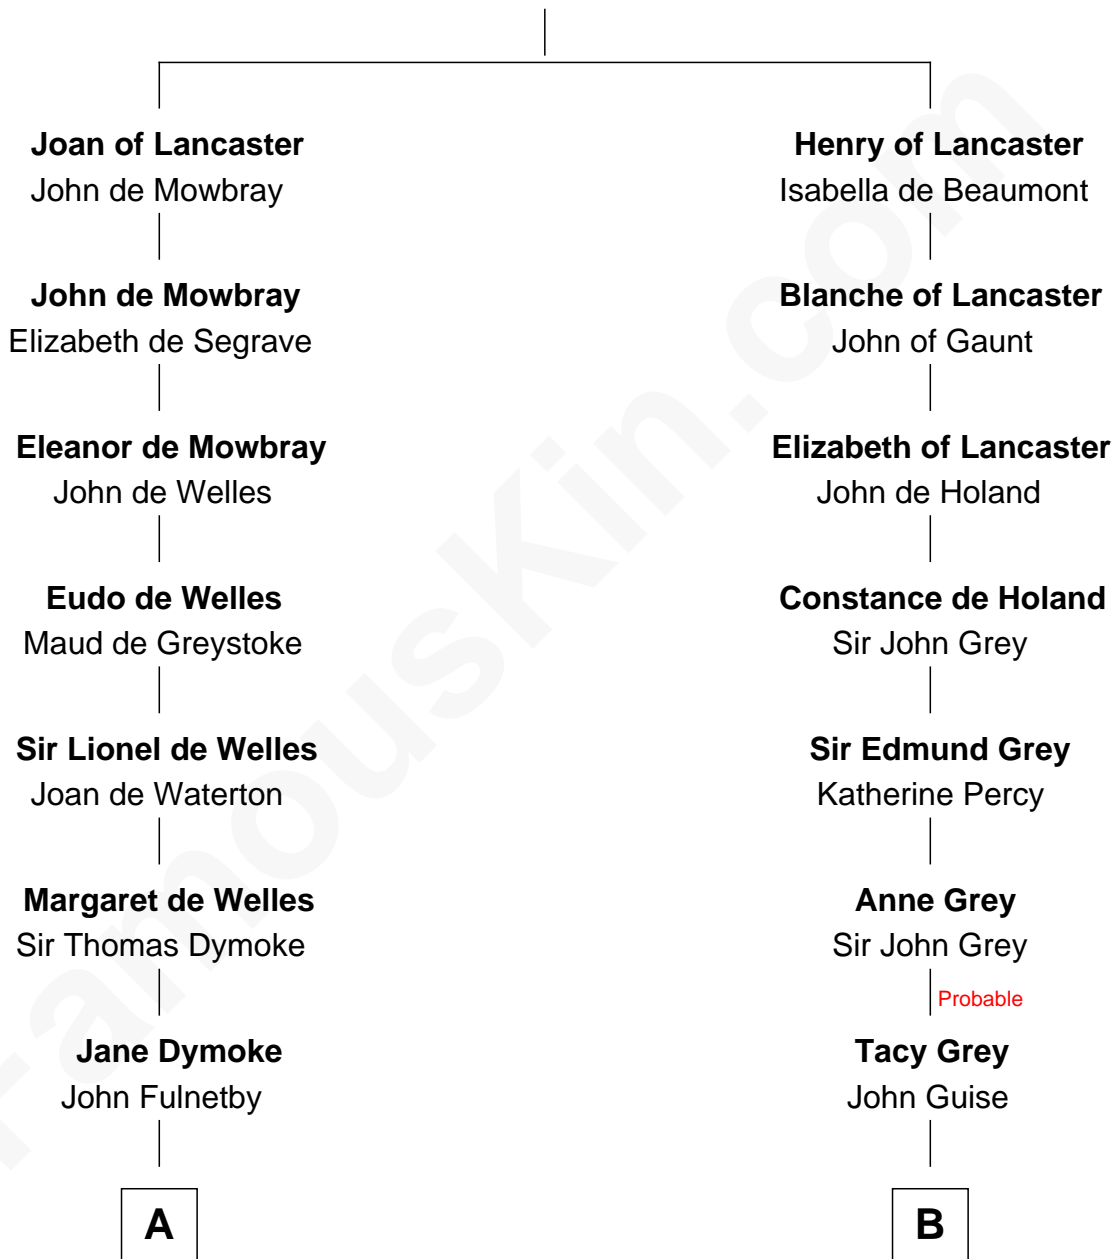 Joan of Lancaster
John de Mowbray
John de Mowbray
Elizabeth de Segrave
Eleanor de Mowbray
John de Welles
Eudo de Welles
Maud de Greystoke
Sir Lionel de Welles
Joan de Waterton
Margaret de Welles
Sir Thomas Dymoke
Jane Dymoke
John Fulnetby
A
Henry of Lancaster
Isabella de Beaumont
Blanche of Lancaster
John of Gaunt
Elizabeth of Lancaster
John de Holand
Constance de Holand
Sir John Grey
Sir Edmund Grey
Katherine Percy
Anne Grey
Sir John Grey
Probable
Tacy Grey
John Guise
B
FamousKin.com